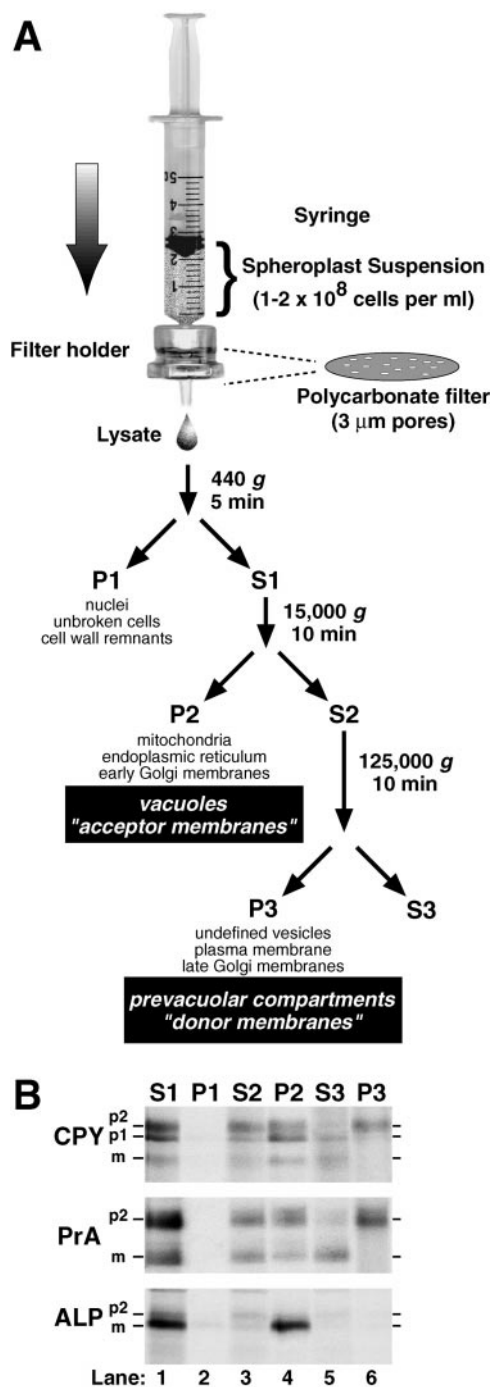 A
Syringe
Spheroplast Suspension
(1-2 x 10⁸ cells per ml)
Filter holder
Polycarbonate filter
(3 μm pores)
Lysate
440 g
5 min
P1
nuclei
unbroken cells
cell wall remnants
S1
15,000 g
10 min
P2
mitochondria
endoplasmic reticulum
early Golgi membranes
vacuoles
"acceptor membranes"
S2
125,000 g
10 min
P3
undefined vesicles
plasma membrane
late Golgi membranes
prevacuolar compartments
"donor membranes"
S3
B
S1 P1 S2 P2 S3 P3
CPY
p2
p1
m
PrA
p2
m
ALP
p2
m
Lane: 1 2 3 4 5 6